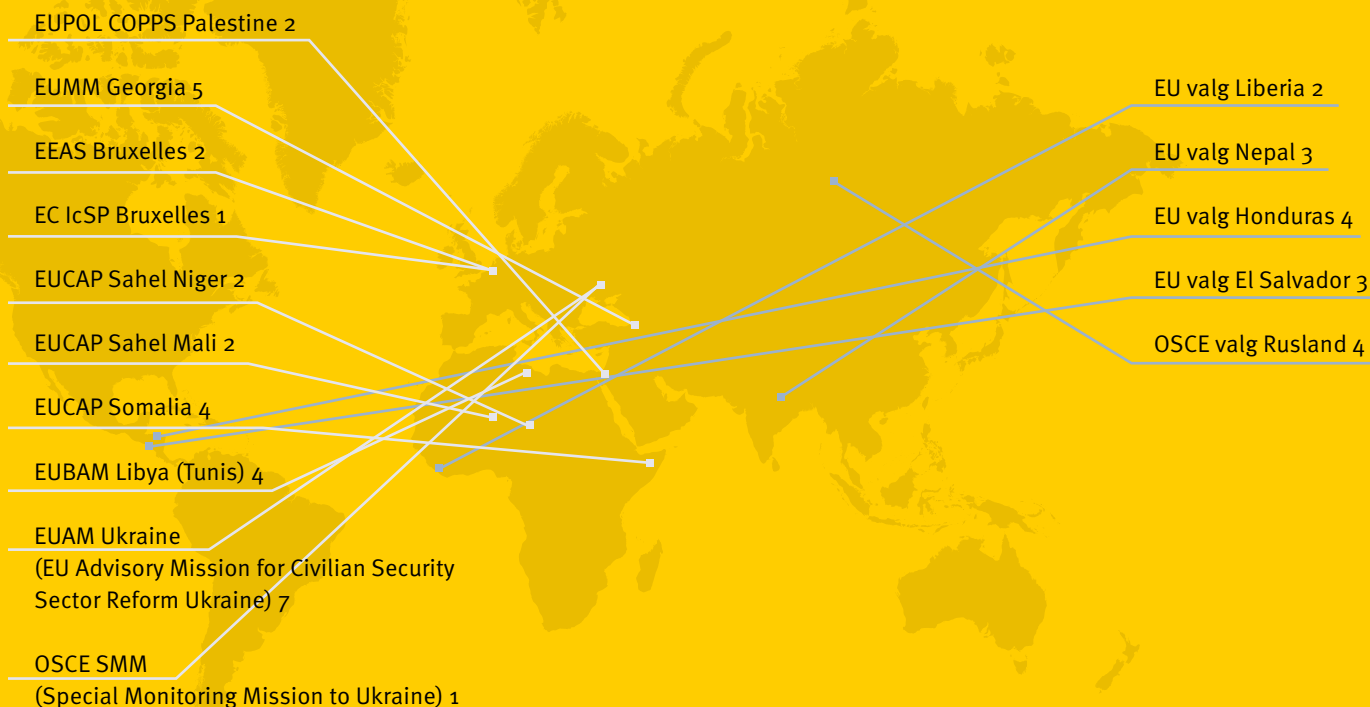 EUPOL COPPS Palestine 2
EUMM Georgia 5
EEAS Bruxelles 2
EC IcSP Bruxelles 1
EUCAP Sahel Niger 2
EUCAP Sahel Mali 2
EUCAP Somalia 4
EUBAM Libya (Tunis) 4
EUAM Ukraine
(EU Advisory Mission for Civilian Security
Sector Reform Ukraine) 7
OSCE SMM
(Special Monitoring Mission to Ukraine) 1
EU valg Liberia 2
EU valg Nepal 3
EU valg Honduras 4
EU valg El Salvador 3
OSCE valg Rusland 4